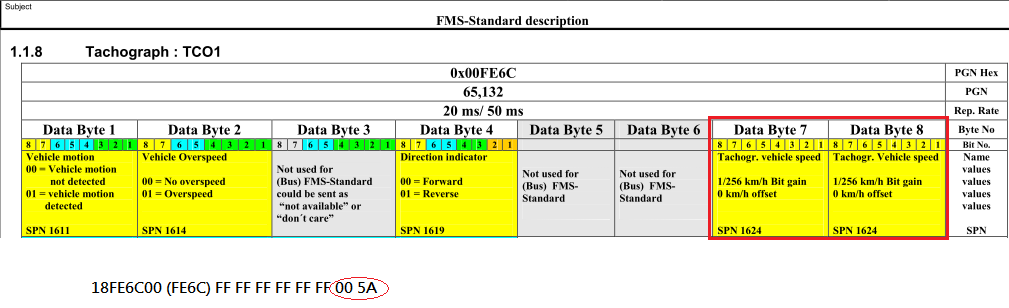 Subject
FMS-Standard description
1.1.8 Tachograph : TCO1
0x00FE6C PGN Hex
65,132 PGN
20 ms/ 50 ms Rep. Rate
Data Byte 1 Data Byte 2 Data Byte 3 Data Byte 4 Data Byte 5 Data Byte 6 Data Byte 7 Data Byte 8 Byte No
8 7 6 5 4 3 2 1 8 7 6 5 4 3 2 1 8 7 6 5 4 3 2 1 8 7 6 5 4 3 2 1 8 7 6 5 4 3 2 1 8 7 6 5 4 3 2 1 Bit No.
Vehicle motion
00 = Vehicle motion
not detected
01 = vehicle motion
detected
SPN 1611
Vehicle Overspeed
00 = No overspeed
01 = Overspeed
SPN 1614
Not used for
(Bus) FMS-Standard
could be sent as
“not available” or
“don´t care”
Direction indicator
00 = Forward
01 = Reverse
SPN 1619
Not used for
(Bus) FMS-
Standard
Not used for
(Bus) FMS-
Standard
Tachogr. vehicle speed
1/256 km/h Bit gain
0 km/h offset
SPN 1624
Tachogr. Vehicle speed
1/256 km/h Bit gain
0 km/h offset
SPN 1624
Name
values
values
values
values
SPN
18FE6C00 (FE6C) FF FF FF FF FF FF 00 5A